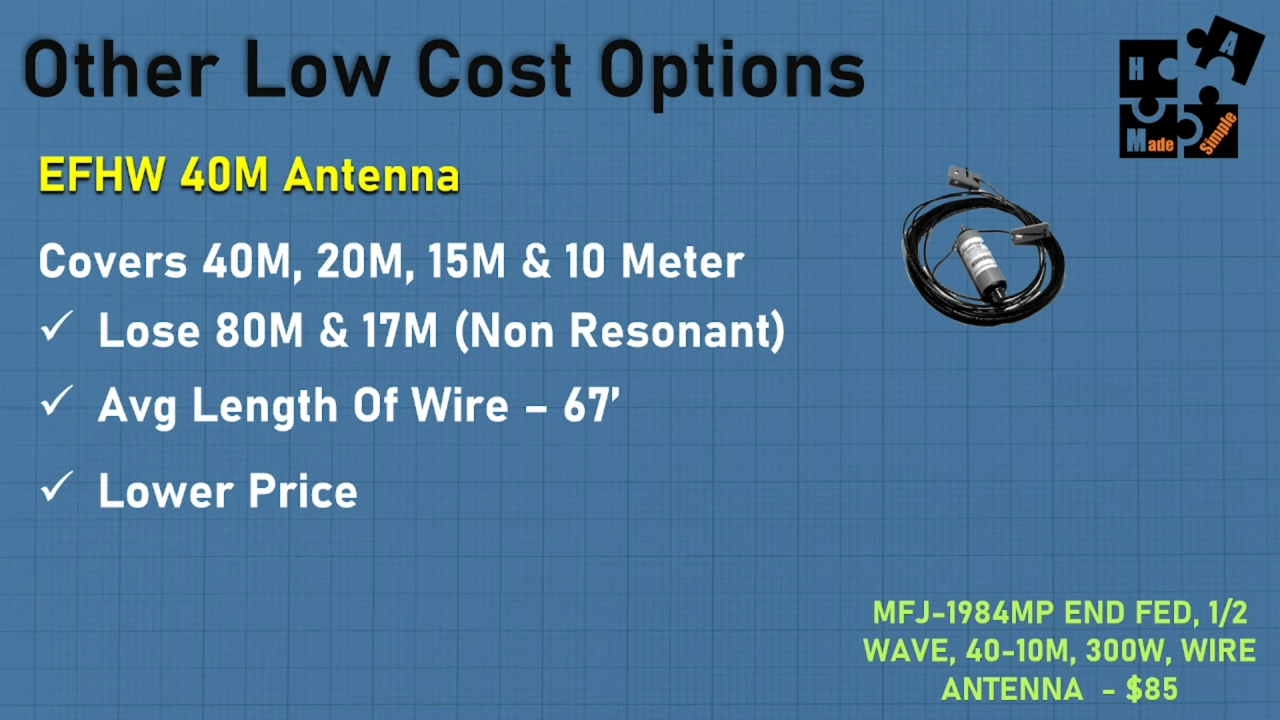 Other Low Cost Options
H A
Made Simple
EFHW 40M Antenna
Covers 40M, 20M, 15M & 10 Meter
✓ Lose 80M & 17M (Non Resonant)
✓ Avg Length Of Wire – 67'
✓ Lower Price
MFJ-1984MP END FED, 1/2
WAVE, 40-10M, 300W, WIRE
ANTENNA - $85